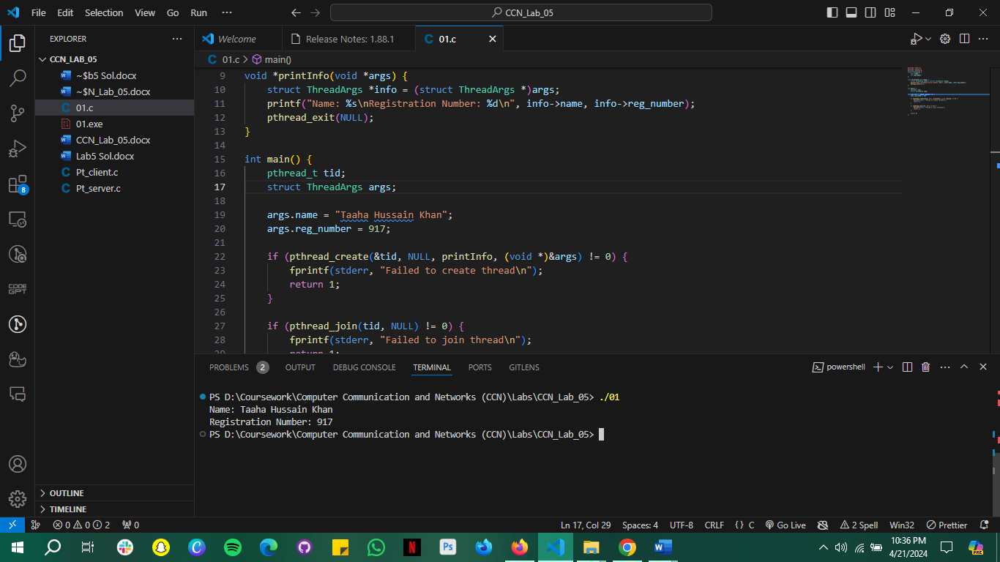 File Edit Selection View Go Run ··· CCN_Lab_05
EXPLORER ···
Welcome Release Notes: 1.88.1 C 01.c
CCN_LAB_05
C 01.c > main()
~$b5 Sol.docx
~$N_Lab_05.docx
C 01.c
01.exe
CCN_Lab_05.docx
Lab5 Sol.docx
C Pt_client.c
C Pt_server.c
8
CODE GPT
OUTLINE
TIMELINE
9 void *printInfo(void *args) {
10 struct ThreadArgs *info = (struct ThreadArgs *)args;
11 printf("Name: %s\nRegistration Number: %d\n", info->name, info->reg_number);
12 pthread_exit(NULL);
13 }
14
15 int main() {
16 pthread_t tid;
17 struct ThreadArgs args;
18
19 args.name = "Taaha Hussain Khan";
20 args.reg_number = 917;
21
22 if (pthread_create(&tid, NULL, printInfo, (void *)&args) != 0) {
23 fprintf(stderr, "Failed to create thread\n");
24 return 1;
25 }
26
27 if (pthread_join(tid, NULL) != 0) {
28 fprintf(stderr, "Failed to join thread\n");
29 return 1;
PROBLEMS 2 OUTPUT DEBUG CONSOLE TERMINAL PORTS GITLENS powershell
PS D:\Coursework\Computer Communication and Networks (CCN)\Labs\CCN_Lab_05> ./01
Name: Taaha Hussain Khan
Registration Number: 917
PS D:\Coursework\Computer Communication and Networks (CCN)\Labs\CCN_Lab_05>
0 0 2 0 Ln 17, Col 29 Spaces: 4 UTF-8 CRLF {} C Go Live 2 Spell Win32 Prettier
10:36 PM
4/21/2024
Ps
N
W
PRE